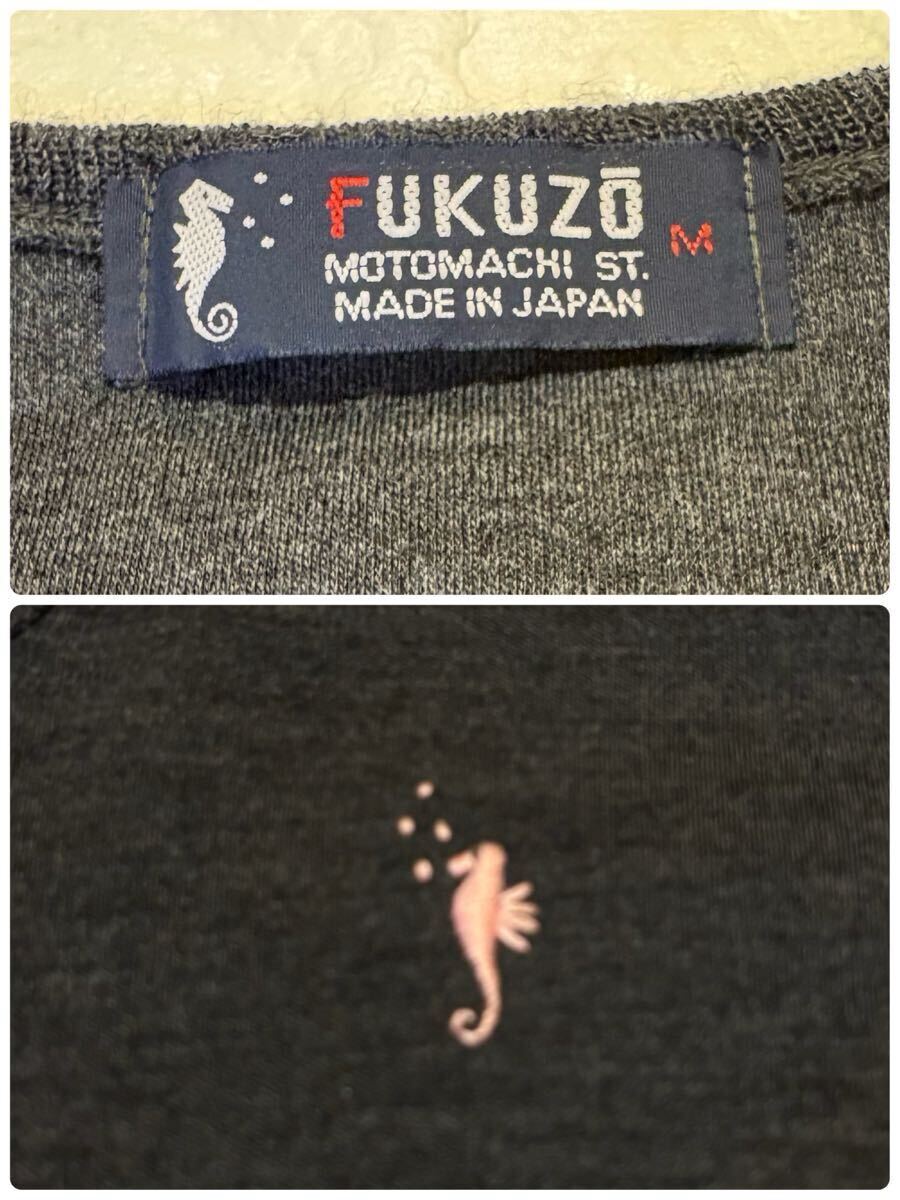 FUKUZŌ
M
MOTOMACHI ST.
MADE IN JAPAN